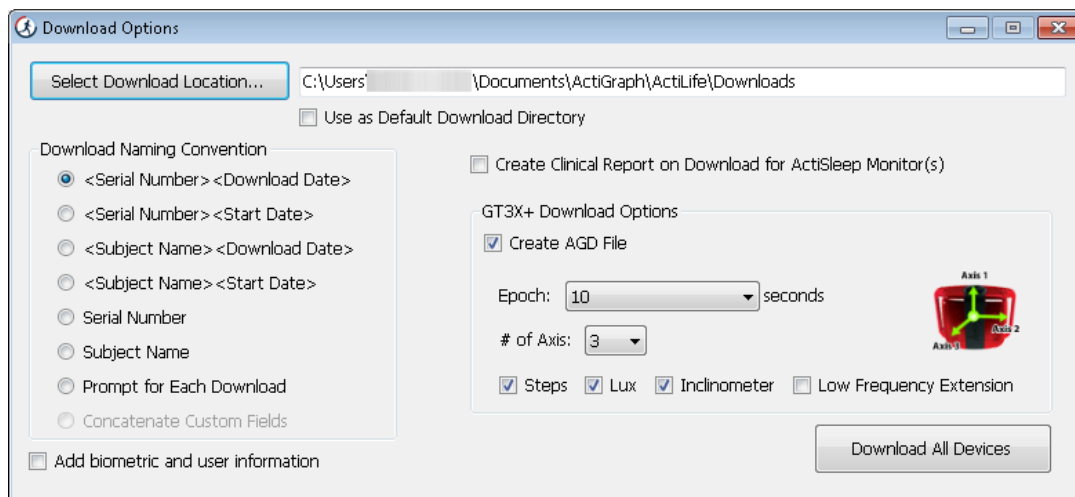 Download Options
Select Download Location...
C:\Users\ \Documents\ActiGraph\ActiLife\Downloads
Use as Default Download Directory
Download Naming Convention
<Serial Number><Download Date>
<Serial Number><Start Date>
<Subject Name><Download Date>
<Subject Name><Start Date>
Serial Number
Subject Name
Prompt for Each Download
Concatenate Custom Fields
Add biometric and user information
Create Clinical Report on Download for ActiSleep Monitor(s)
GT3X+ Download Options
Create AGD File
Epoch: 10 seconds
# of Axis: 3
Axis 1
Axis 2
Axis 3
Steps Lux Inclinometer Low Frequency Extension
Download All Devices